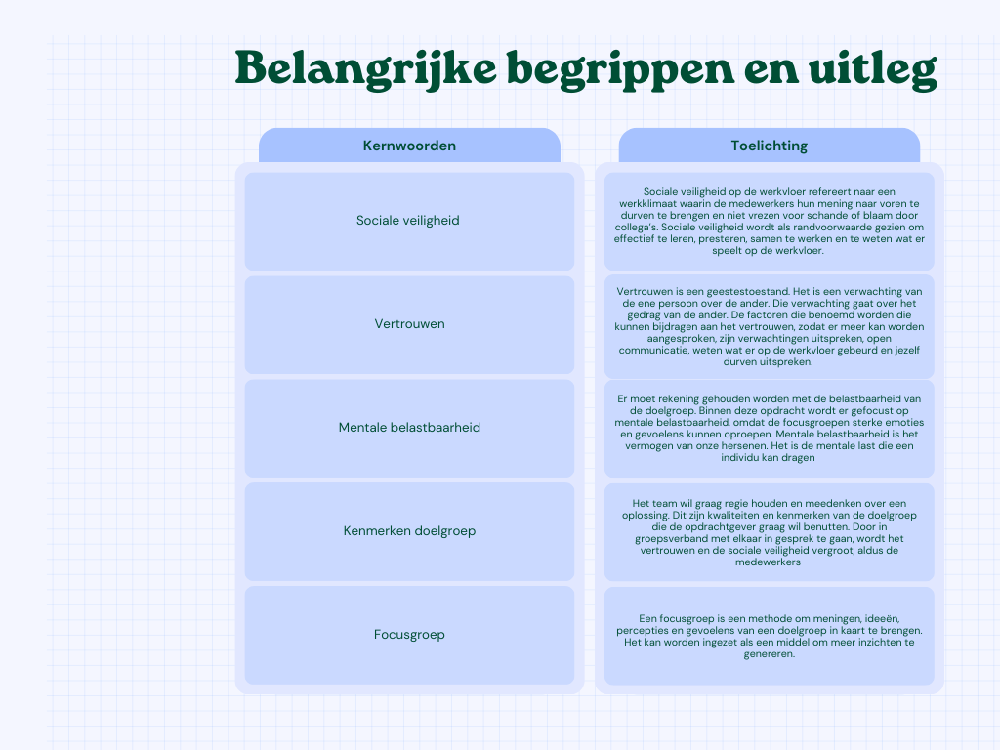 Belangrijke begrippen en uitleg
Kernwoorden
Toelichting
Sociale veiligheid
Sociale veiligheid op de werkvloer refereert naar een
werkklimaat waarin de medewerkers hun mening naar voren te
durven te brengen en niet vrezen voor schande of blaam door
collega's. Sociale veiligheid wordt als randvoorwaarde gezien om
effectief te leren, presteren, samen te werken en te weten wat er
speelt op de werkvloer.
Vertrouwen
Vertrouwen is een geestestoestand. Het is een verwachting van
de ene persoon over de ander. Die verwachting gaat over het
gedrag van de ander. De factoren die benoemd worden die
kunnen bijdragen aan het vertrouwen, zodat er meer kan worden
aangesproken, zijn verwachtingen uitspreken, open
communicatie, weten wat er op de werkvloer gebeurd en jezelf
durven uitspreken.
Mentale belastbaarheid
Er moet rekening gehouden worden met de belastbaarheid van
de doelgroep. Binnen deze opdracht wordt er gefocust op
mentale belastbaarheid, omdat de focusgroepen sterke emoties
en gevoelens kunnen oproepen. Mentale belastbaarheid is het
vermogen van onze hersenen. Het is de mentale last die een
individu kan dragen
Kenmerken doelgroep
Het team wil graag regie houden en meedenken over een
oplossing. Dit zijn kwaliteiten en kenmerken van de doelgroep
die de opdrachtgever graag wil benutten. Door in
groepsverband met elkaar in gesprek te gaan, wordt het
vertrouwen en de sociale veiligheid vergroot, aldus de
medewerkers
Focusgroep
Een focusgroep is een methode om meningen, ideeën,
percepties en gevoelens van een doelgroep in kaart te brengen.
Het kan worden ingezet als een middel om meer inzichten te
genereren.